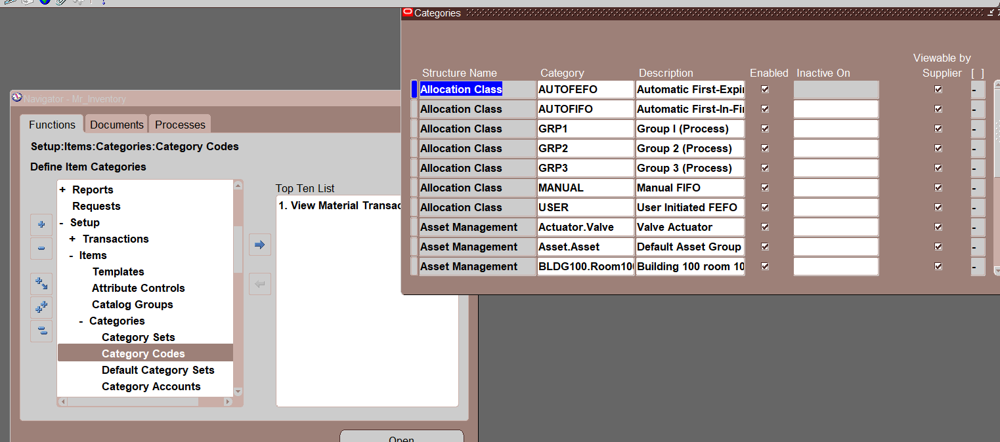 Categories
Viewable by
Structure Name Category Description Enabled Inactive On Supplier [ ]
Allocation Class AUTOFEFO Automatic First-Expi -
Allocation Class AUTOFIFO Automatic First-In-Fi -
Allocation Class GRP1 Group I (Process) -
Allocation Class GRP2 Group 2 (Process) -
Allocation Class GRP3 Group 3 (Process) -
Allocation Class MANUAL Manual FIFO -
Allocation Class USER User Initiated FEFO -
Asset Management Actuator.Valve Valve Actuator -
Asset Management Asset.Asset Default Asset Group -
Asset Management BLDG100.Room10 Building 100 room 10 -
Navigator - Mr_Inventory
Functions Documents Processes
Setup:Items:Categories:Category Codes
Define Item Categories
+ Reports
Requests
- Setup
+ Transactions
- Items
Templates
Attribute Controls
Catalog Groups
- Categories
Category Sets
Category Codes
Default Category Sets
Category Accounts
Top Ten List
1. View Material Transac
Open